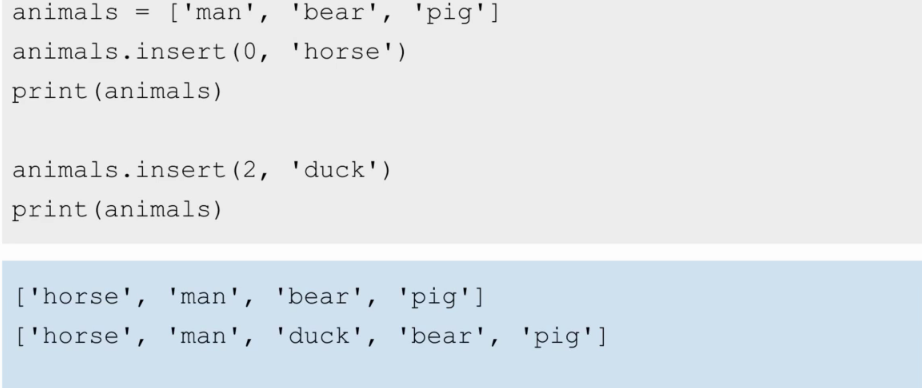 animals = ['man', 'bear', 'pig']
animals.insert(0, 'horse')
print(animals)
animals.insert(2, 'duck')
print(animals)
['horse', 'man', 'bear', 'pig']
['horse', 'man', 'duck', 'bear', 'pig']